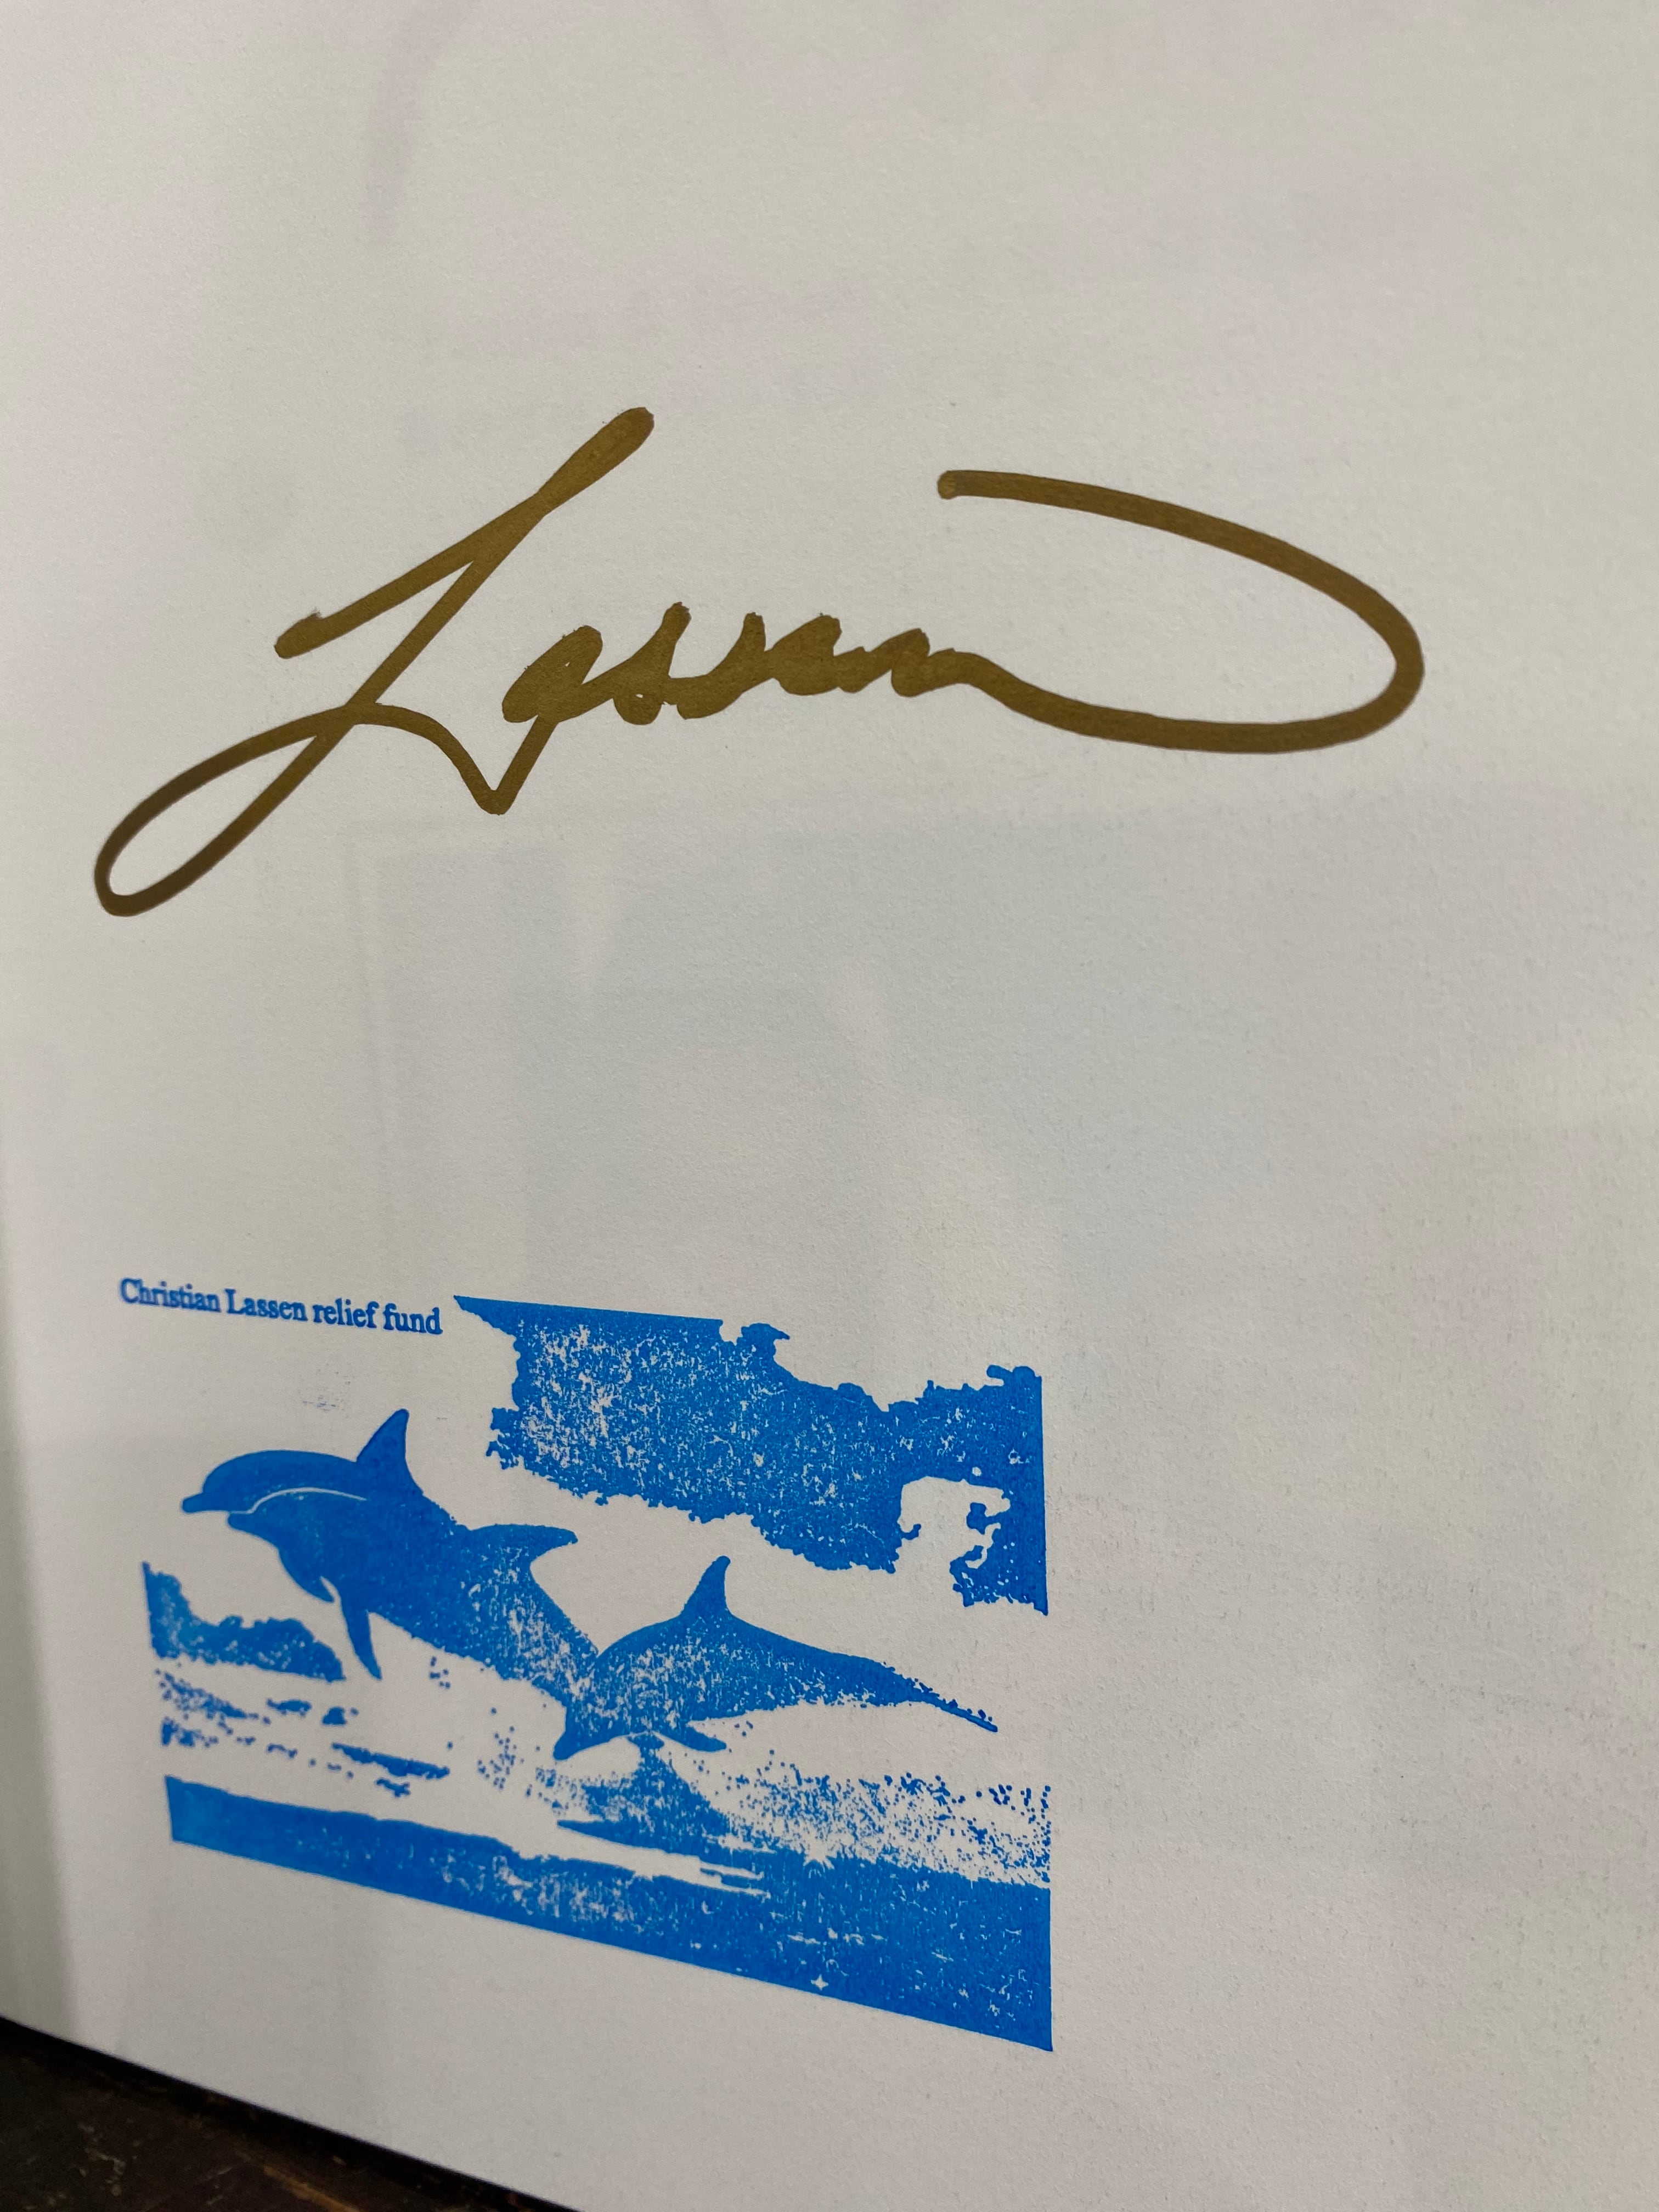 Lassen
Christian Lassen relief fund